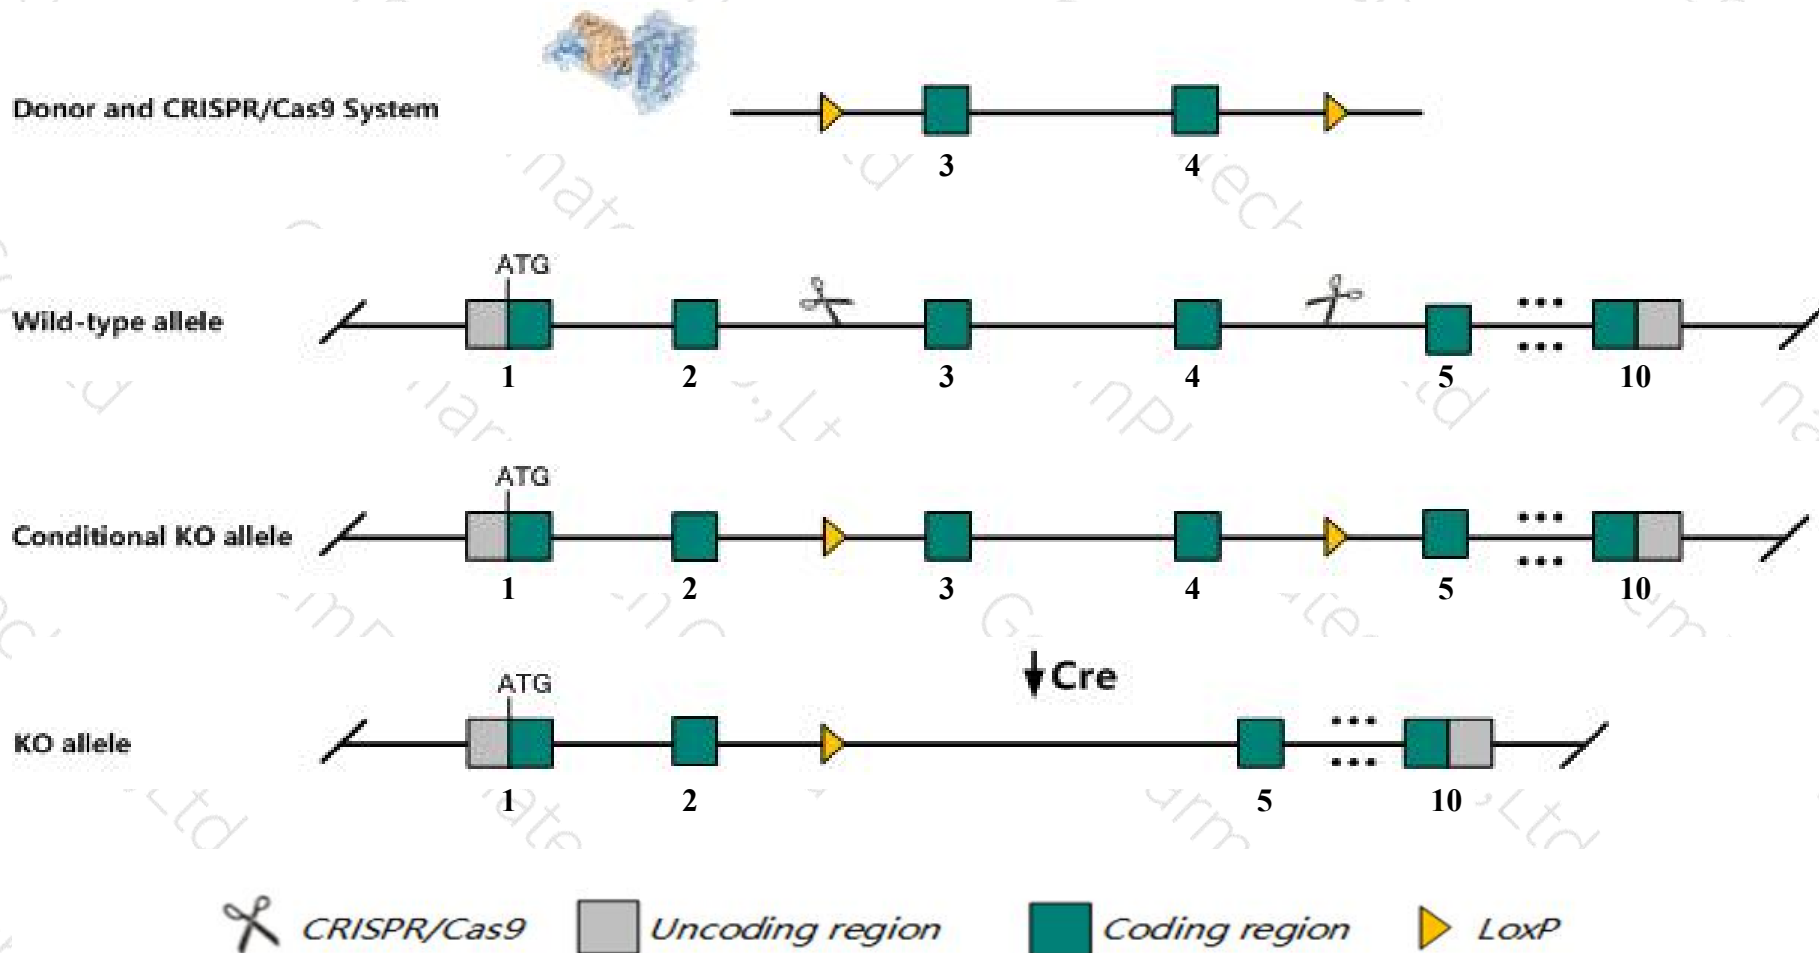 Donor and CRISPR/Cas9 System
3 4
ATG
Wild-type allele
1 2 3 4 5 10
ATG
Conditional KO allele
1 2 3 4 5 10
Cre
ATG
KO allele
1 2 5 10
CRISPR/Cas9 Uncoding region Coding region LoxP